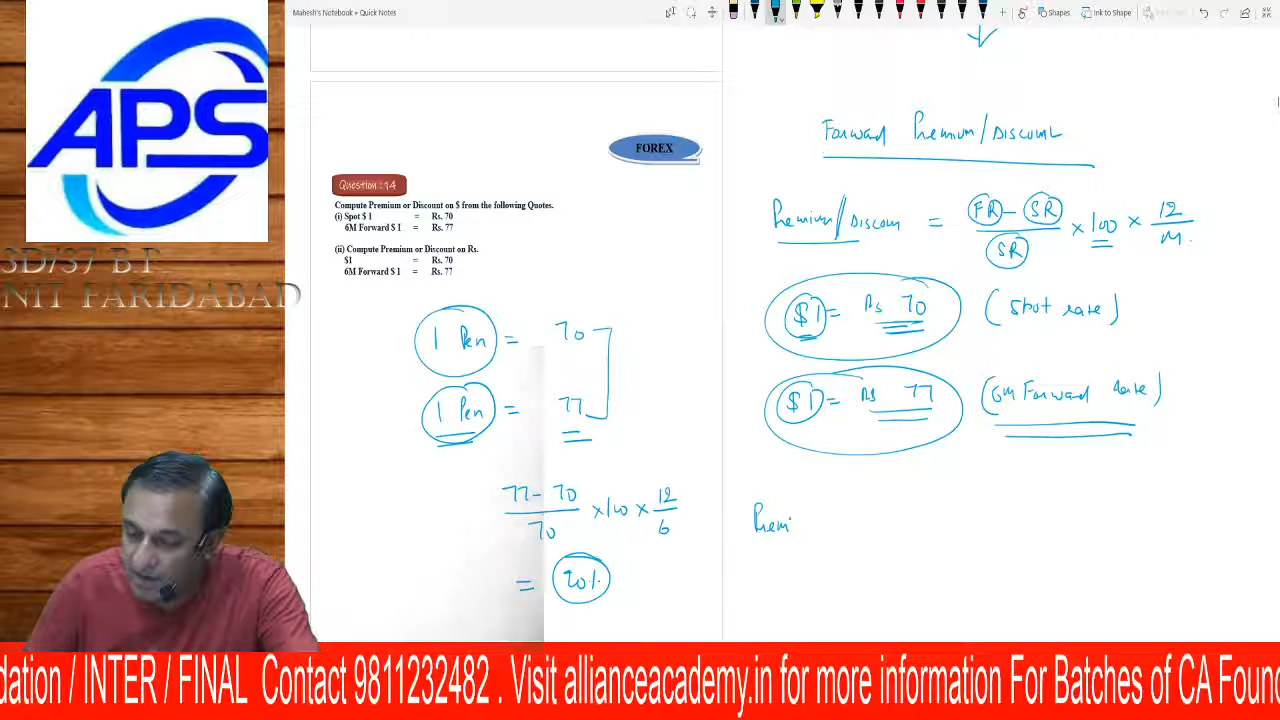 Mahesh's Notebook » Quick Notes
Shapes
Ink to Shape
APS
3D/37 B.P.
NIT FARIDABAD
FOREX
Question : 14
Compute Premium or Discount on $ from the following Quotes.
(i) Spot $ 1 = Rs. 70
6M Forward $ 1 = Rs. 77
(ii) Compute Premium or Discount on Rs.
$1 = Rs. 70
6M Forward $ 1 = Rs. 77
1 Pen = 70
1 Pen = 77
77 - 70
70
× 100 × 12
6
= 20%
Forward Premium/Discount
Premium/Discoun = FR - SR
SR
× 100 × 12
M.
$1 = Rs 70 (Spot rate)
$1 = Rs 77 (6m Forward rate)
Premi
dation / INTER / FINAL Contact 9811232482 . Visit allianceacademy.in for more information For Batches of CA Found